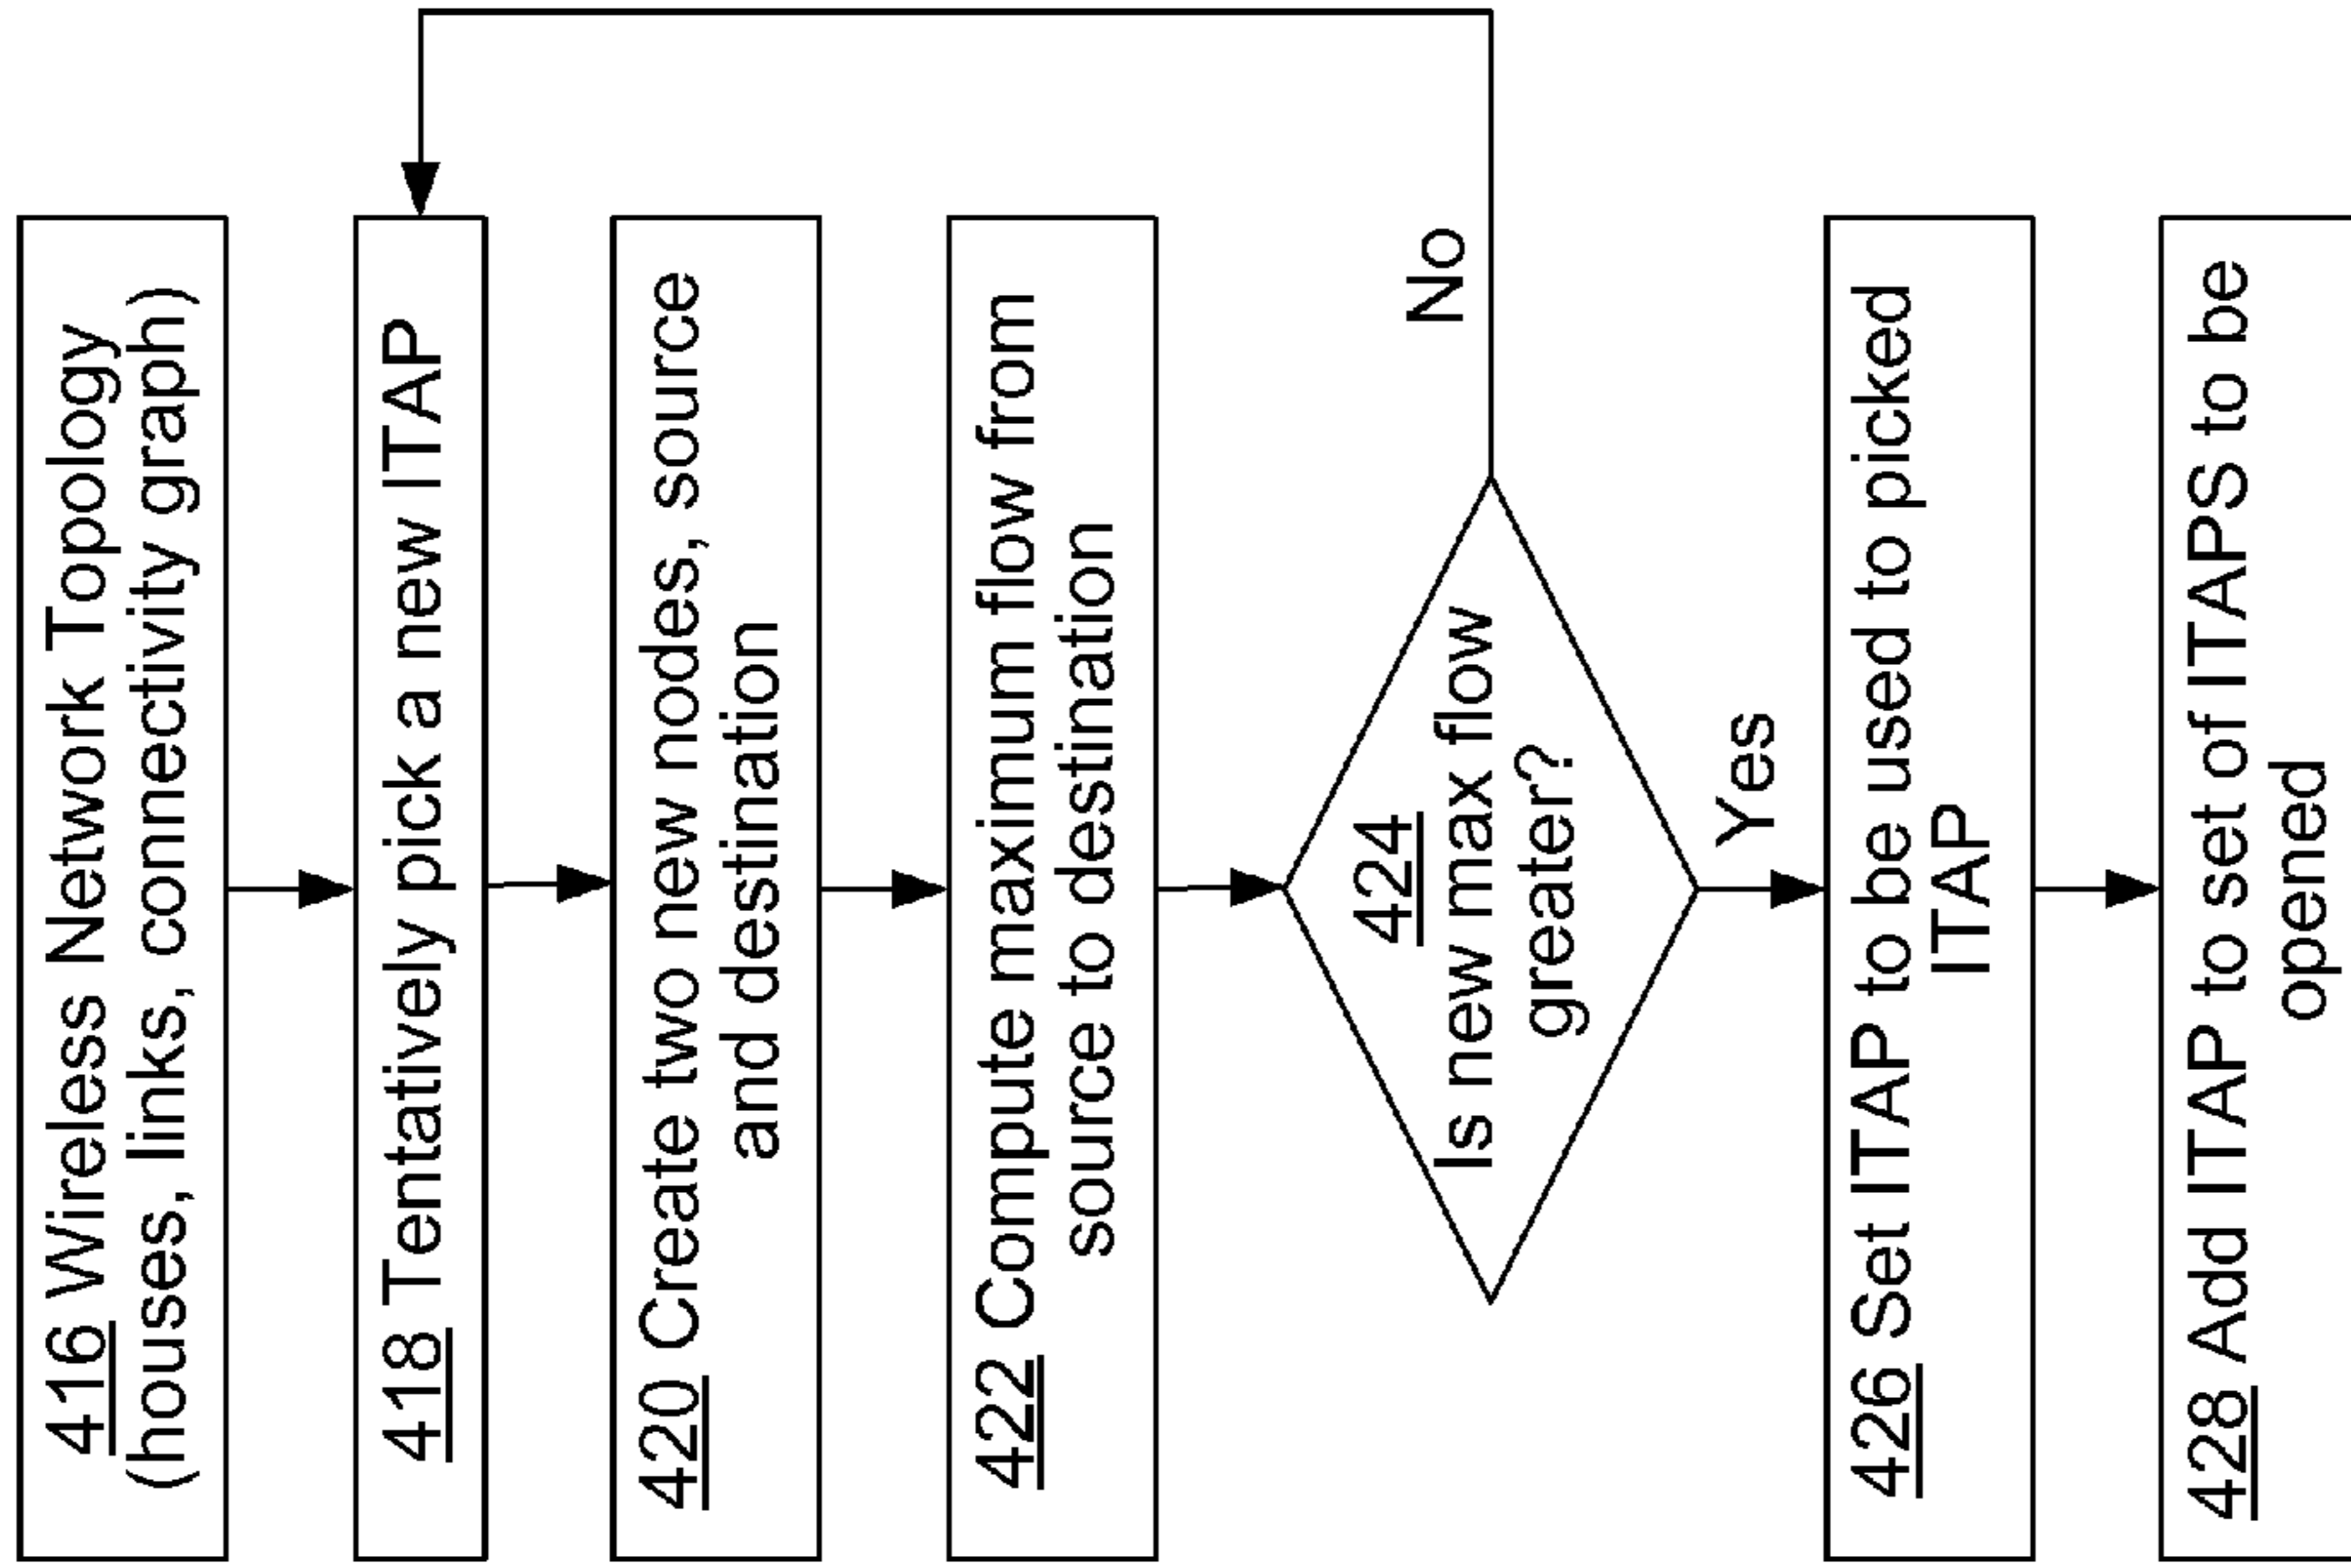 416 Wireless Network Topology
(houses, links, connectivity graph)
418 Tentatively pick a new ITAP
420 Create two new nodes, source
and destination
422 Compute maximum flow from
source to destination
424
Is new max flow
greater?
No
Yes
426 Set ITAP to be used to picked
ITAP
428 Add ITAP to set of ITAPS to be
opened